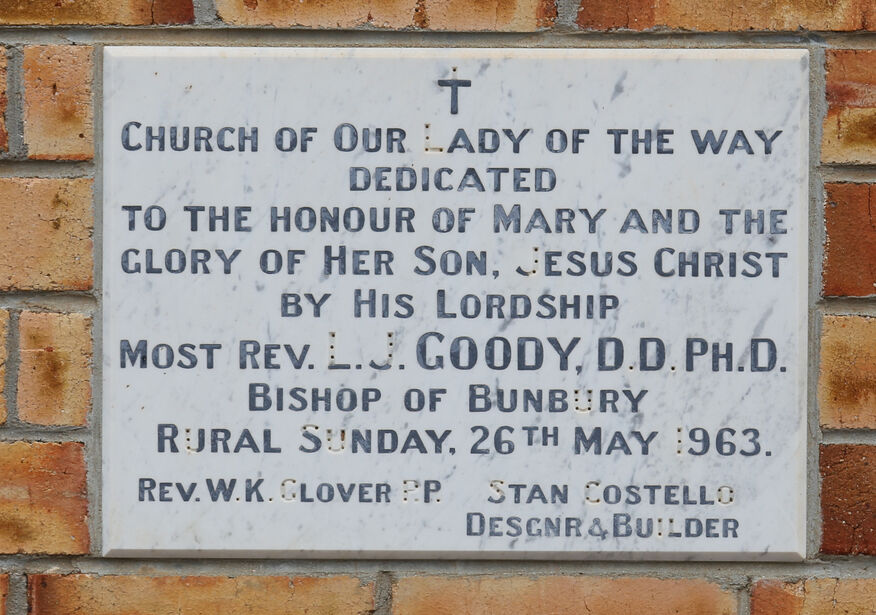 CHURCH OF OUR LADY OF THE WAY
DEDICATED
TO THE HONOUR OF MARY AND THE
GLORY OF HER SON, JESUS CHRIST
BY HIS LORDSHIP
MOST REV. L.J. GOODY, D.D. PH.D.
BISHOP OF BUNBURY
RURAL SUNDAY, 26TH MAY 1963.
REV. W.K. GLOVER P.P. STAN COSTELLO
DESGNR & BUILDER